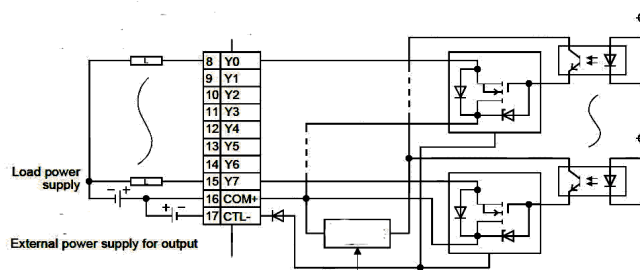 L
8 Y0
9 Y1
10 Y2
11 Y3
12 Y4
13 Y5
14 Y6
L
15 Y7
16 COM+
17 CTL-
Load power
supply
- +
+ -
External power supply for output